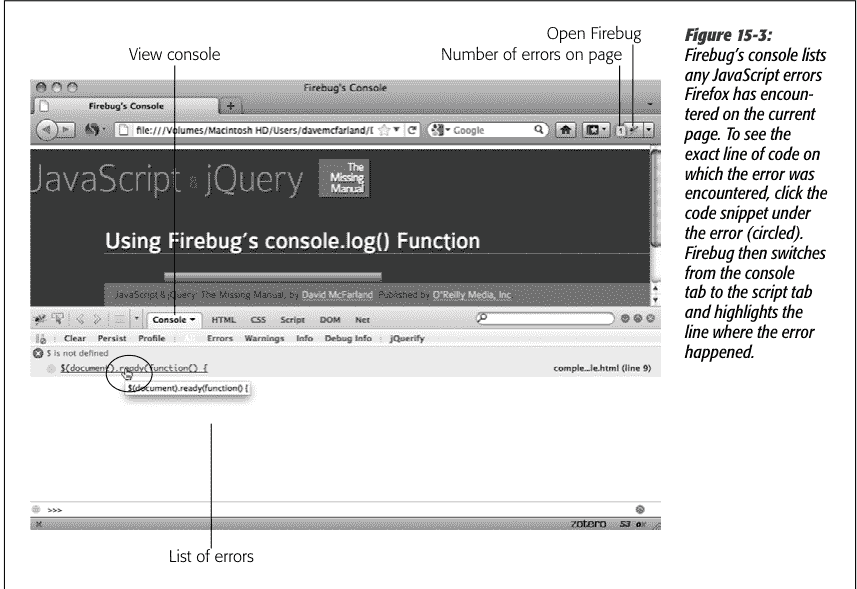 Open Firebug
View console
Number of errors on page
Firebug's Console
Firebug's Console
file:///Volumes/Macintosh HD/Users/davemcfarland/
Google
1
JavaScript & jQuery
The
Missing
Manual
Using Firebug's console.log() Function
JavaScript & jQuery: The Missing Manual, by David McFarland. Published by O'Reilly Media, Inc
Console HTML CSS Script DOM Net
Clear Persist Profile Errors Warnings Info Debug Info jQuerify
$ is not defined
$(document).ready(function() {
comple...le.html (line 9)
$(document).ready(function() {
>>>
zotero S3
List of errors
Figure 15-3:
Firebug's console lists
any JavaScript errors
Firefox has encoun-
tered on the current
page. To see the
exact line of code on
which the error was
encountered, click the
code snippet under
the error (circled).
Firebug then switches
from the console
tab to the script tab
and highlights the
line where the error
happened.